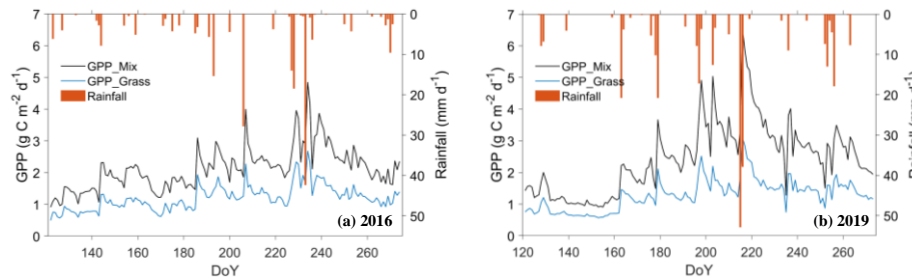 7
6
5
4
3
2
1
0
GPP (g C m⁻² d⁻¹)
GPP_Mix
GPP_Grass
Rainfall
0
10
20
30
40
50
Rainfall (mm d⁻¹)
(a) 2016
140 160 180 200 220 240 260
DoY
7
6
5
4
3
2
1
0
GPP (g C m⁻² d⁻¹)
GPP_Mix
GPP_Grass
Rainfall
0
10
20
30
40
50
Rainfall (mm d⁻¹)
(b) 2019
120 140 160 180 200 220 240 260
DoY